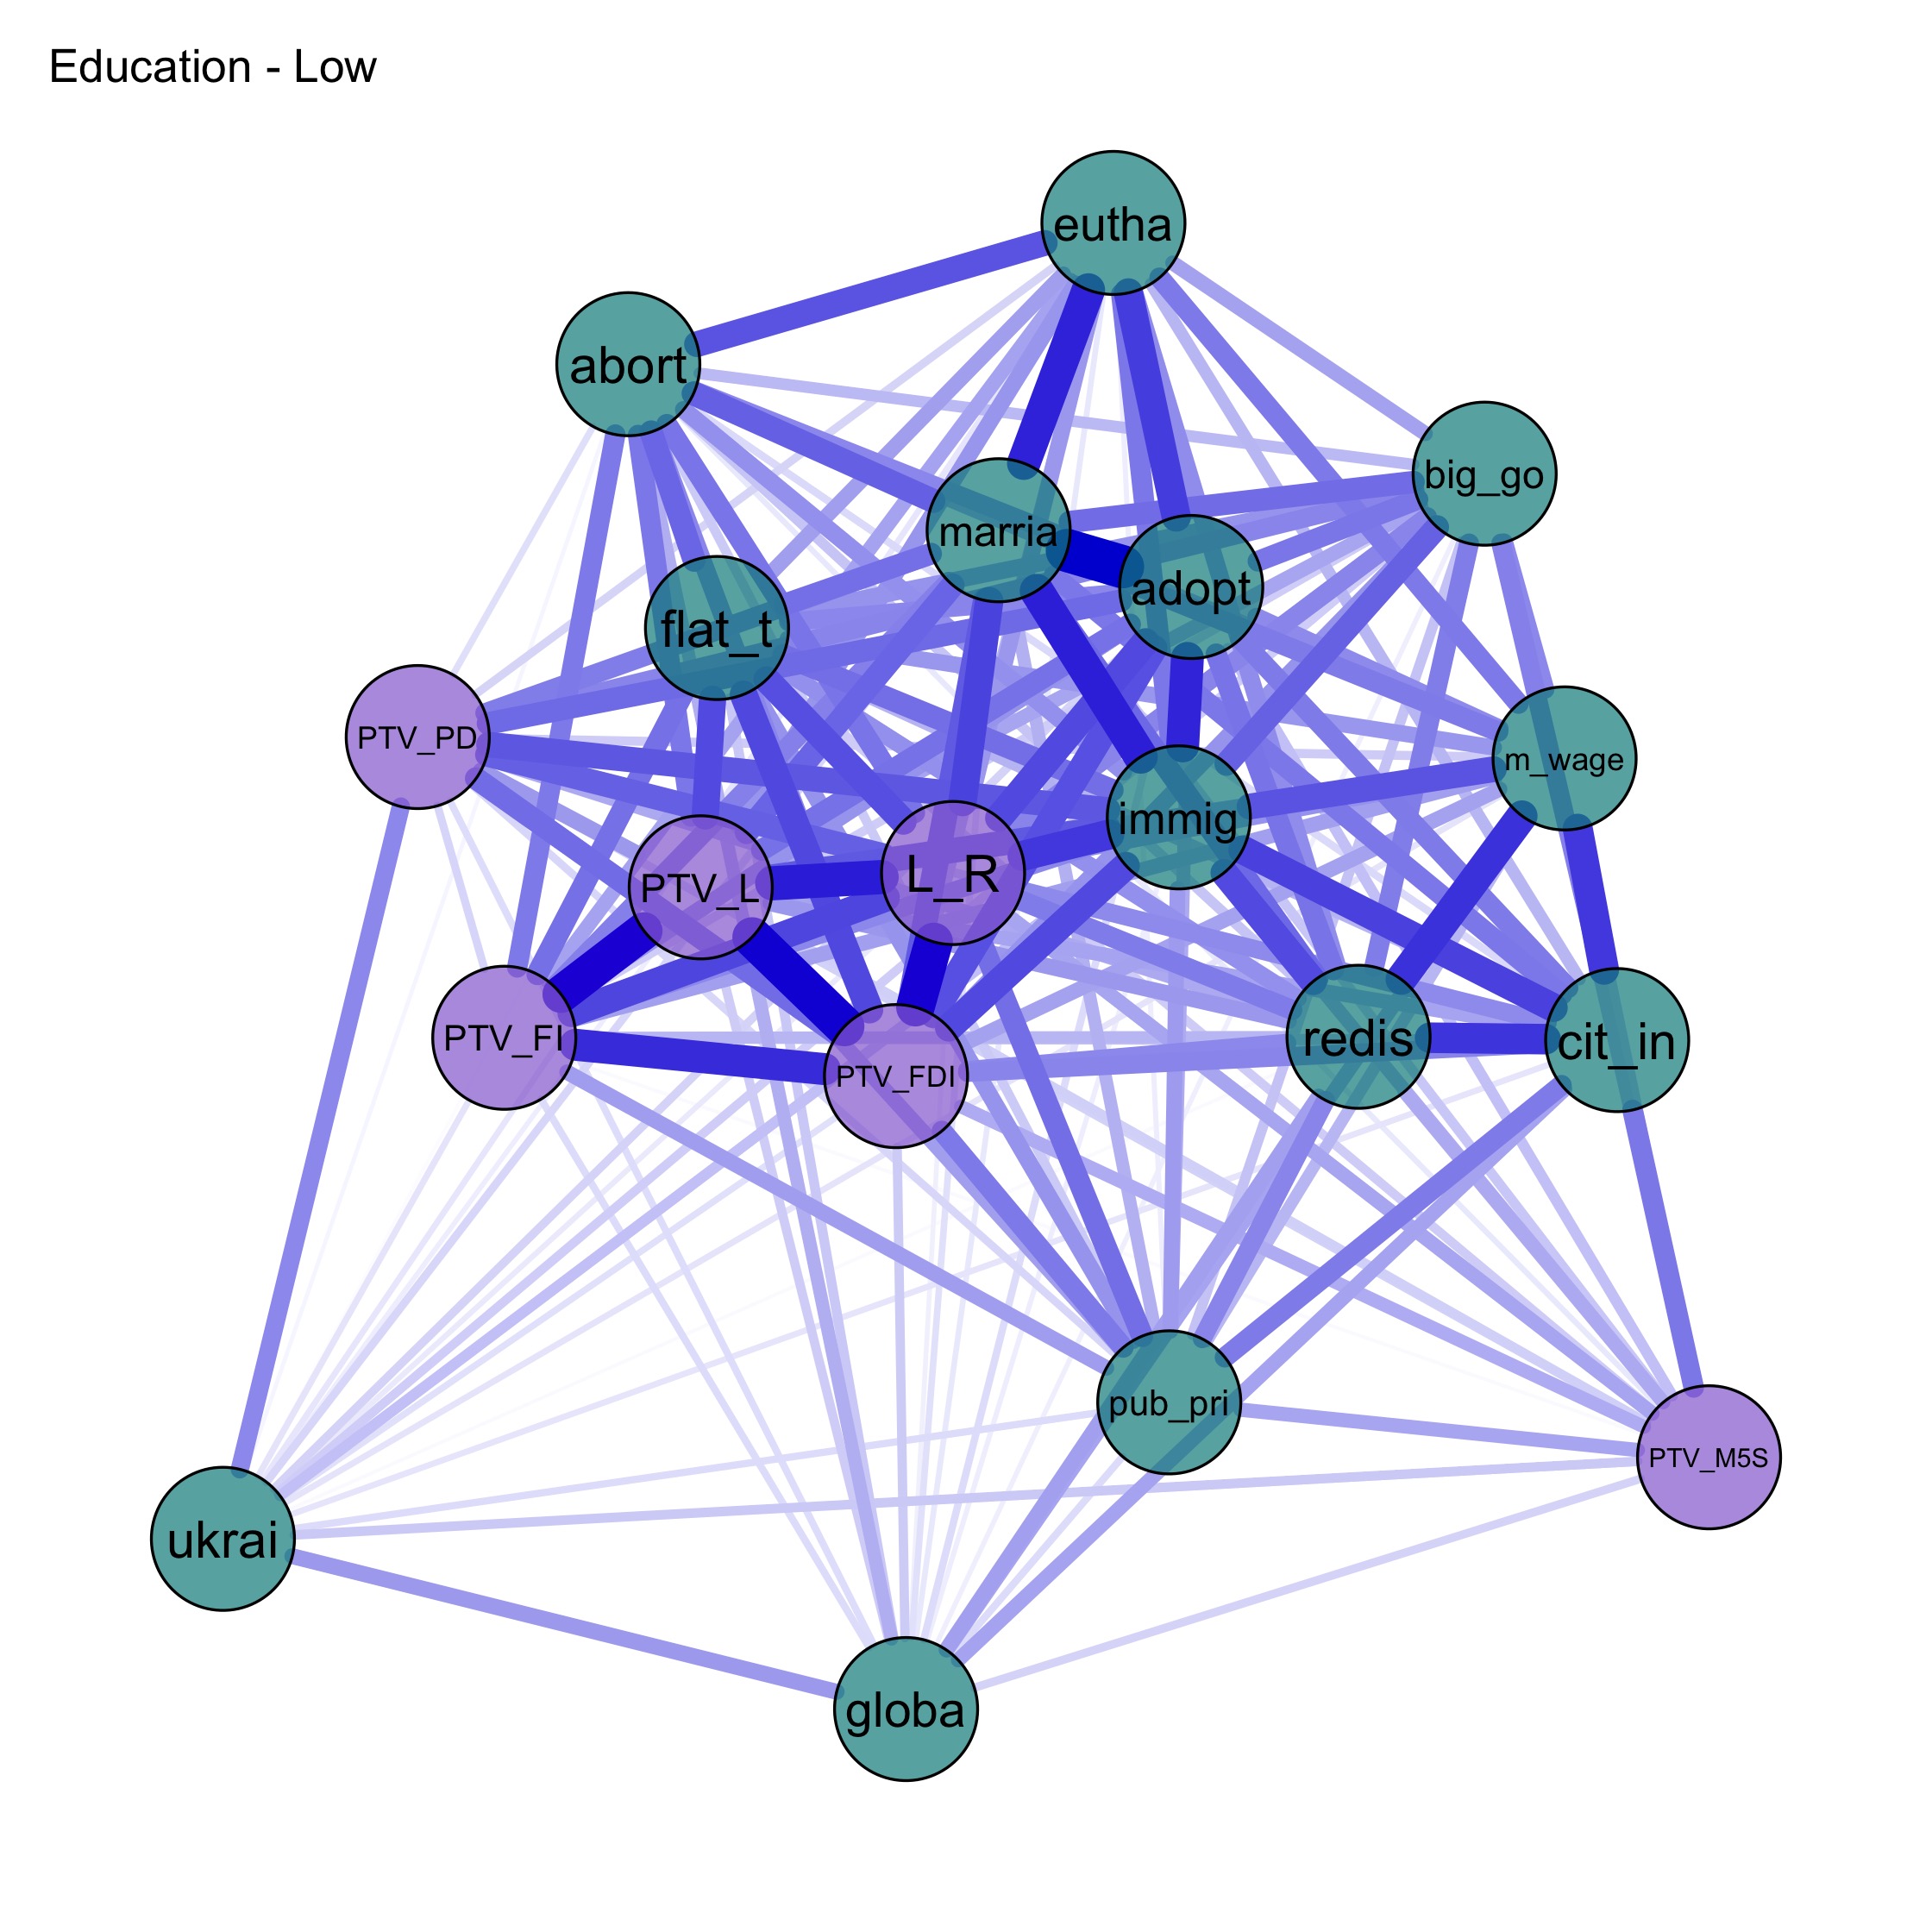 Education - Low
eutha
abort
big_go
marria
adopt
flat_t
PTV_PD
m_wage
immig
L_R
PTV_L
PTV_FI
redis
cit_in
PTV_FDI
pub_pri
PTV_M5S
ukrai
globa